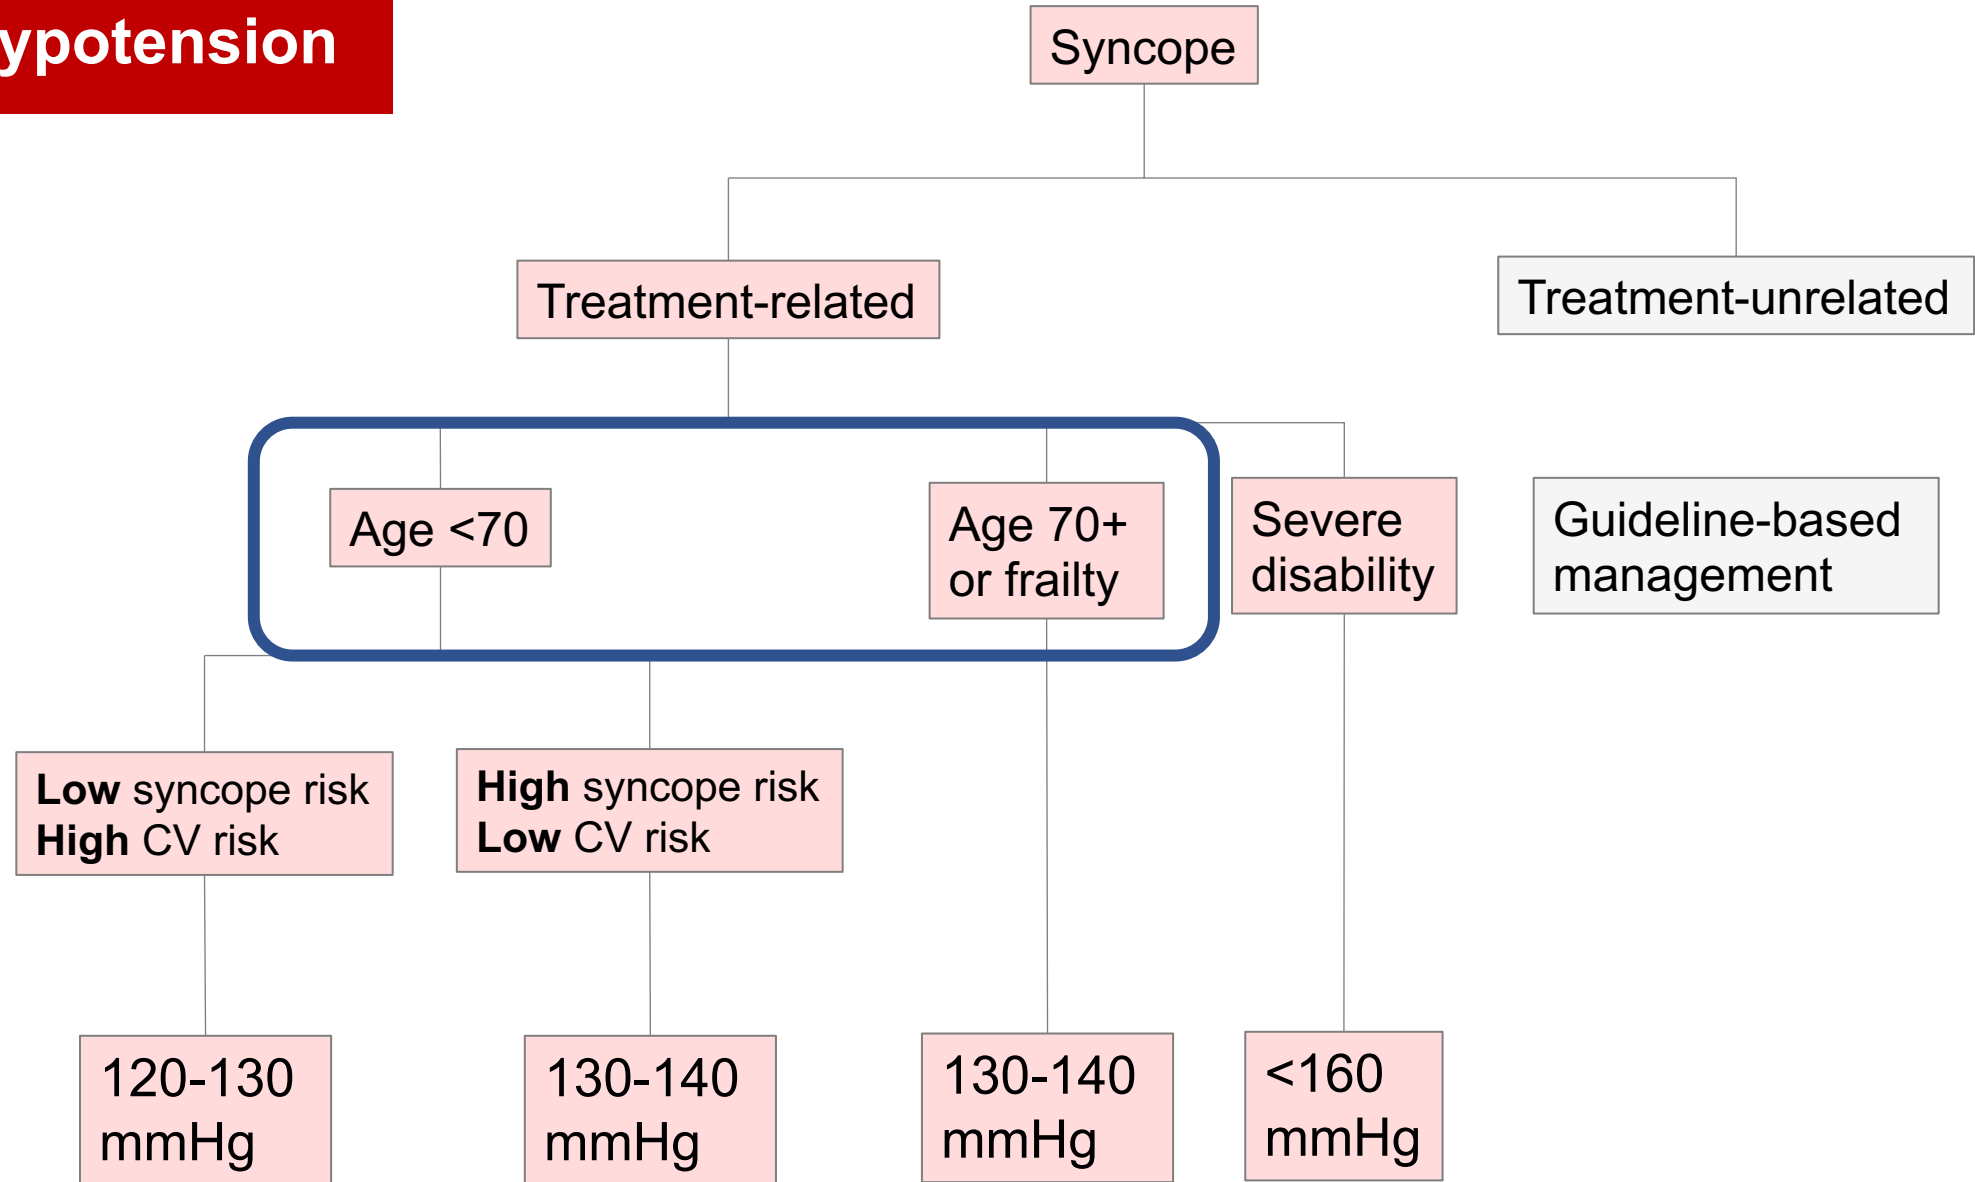 ypotension
Syncope
Treatment-related
Treatment-unrelated
Age <70
Age 70+
or frailty
Severe
disability
Guideline-based
management
Low syncope risk
High CV risk
High syncope risk
Low CV risk
120-130
mmHg
130-140
mmHg
130-140
mmHg
<160
mmHg